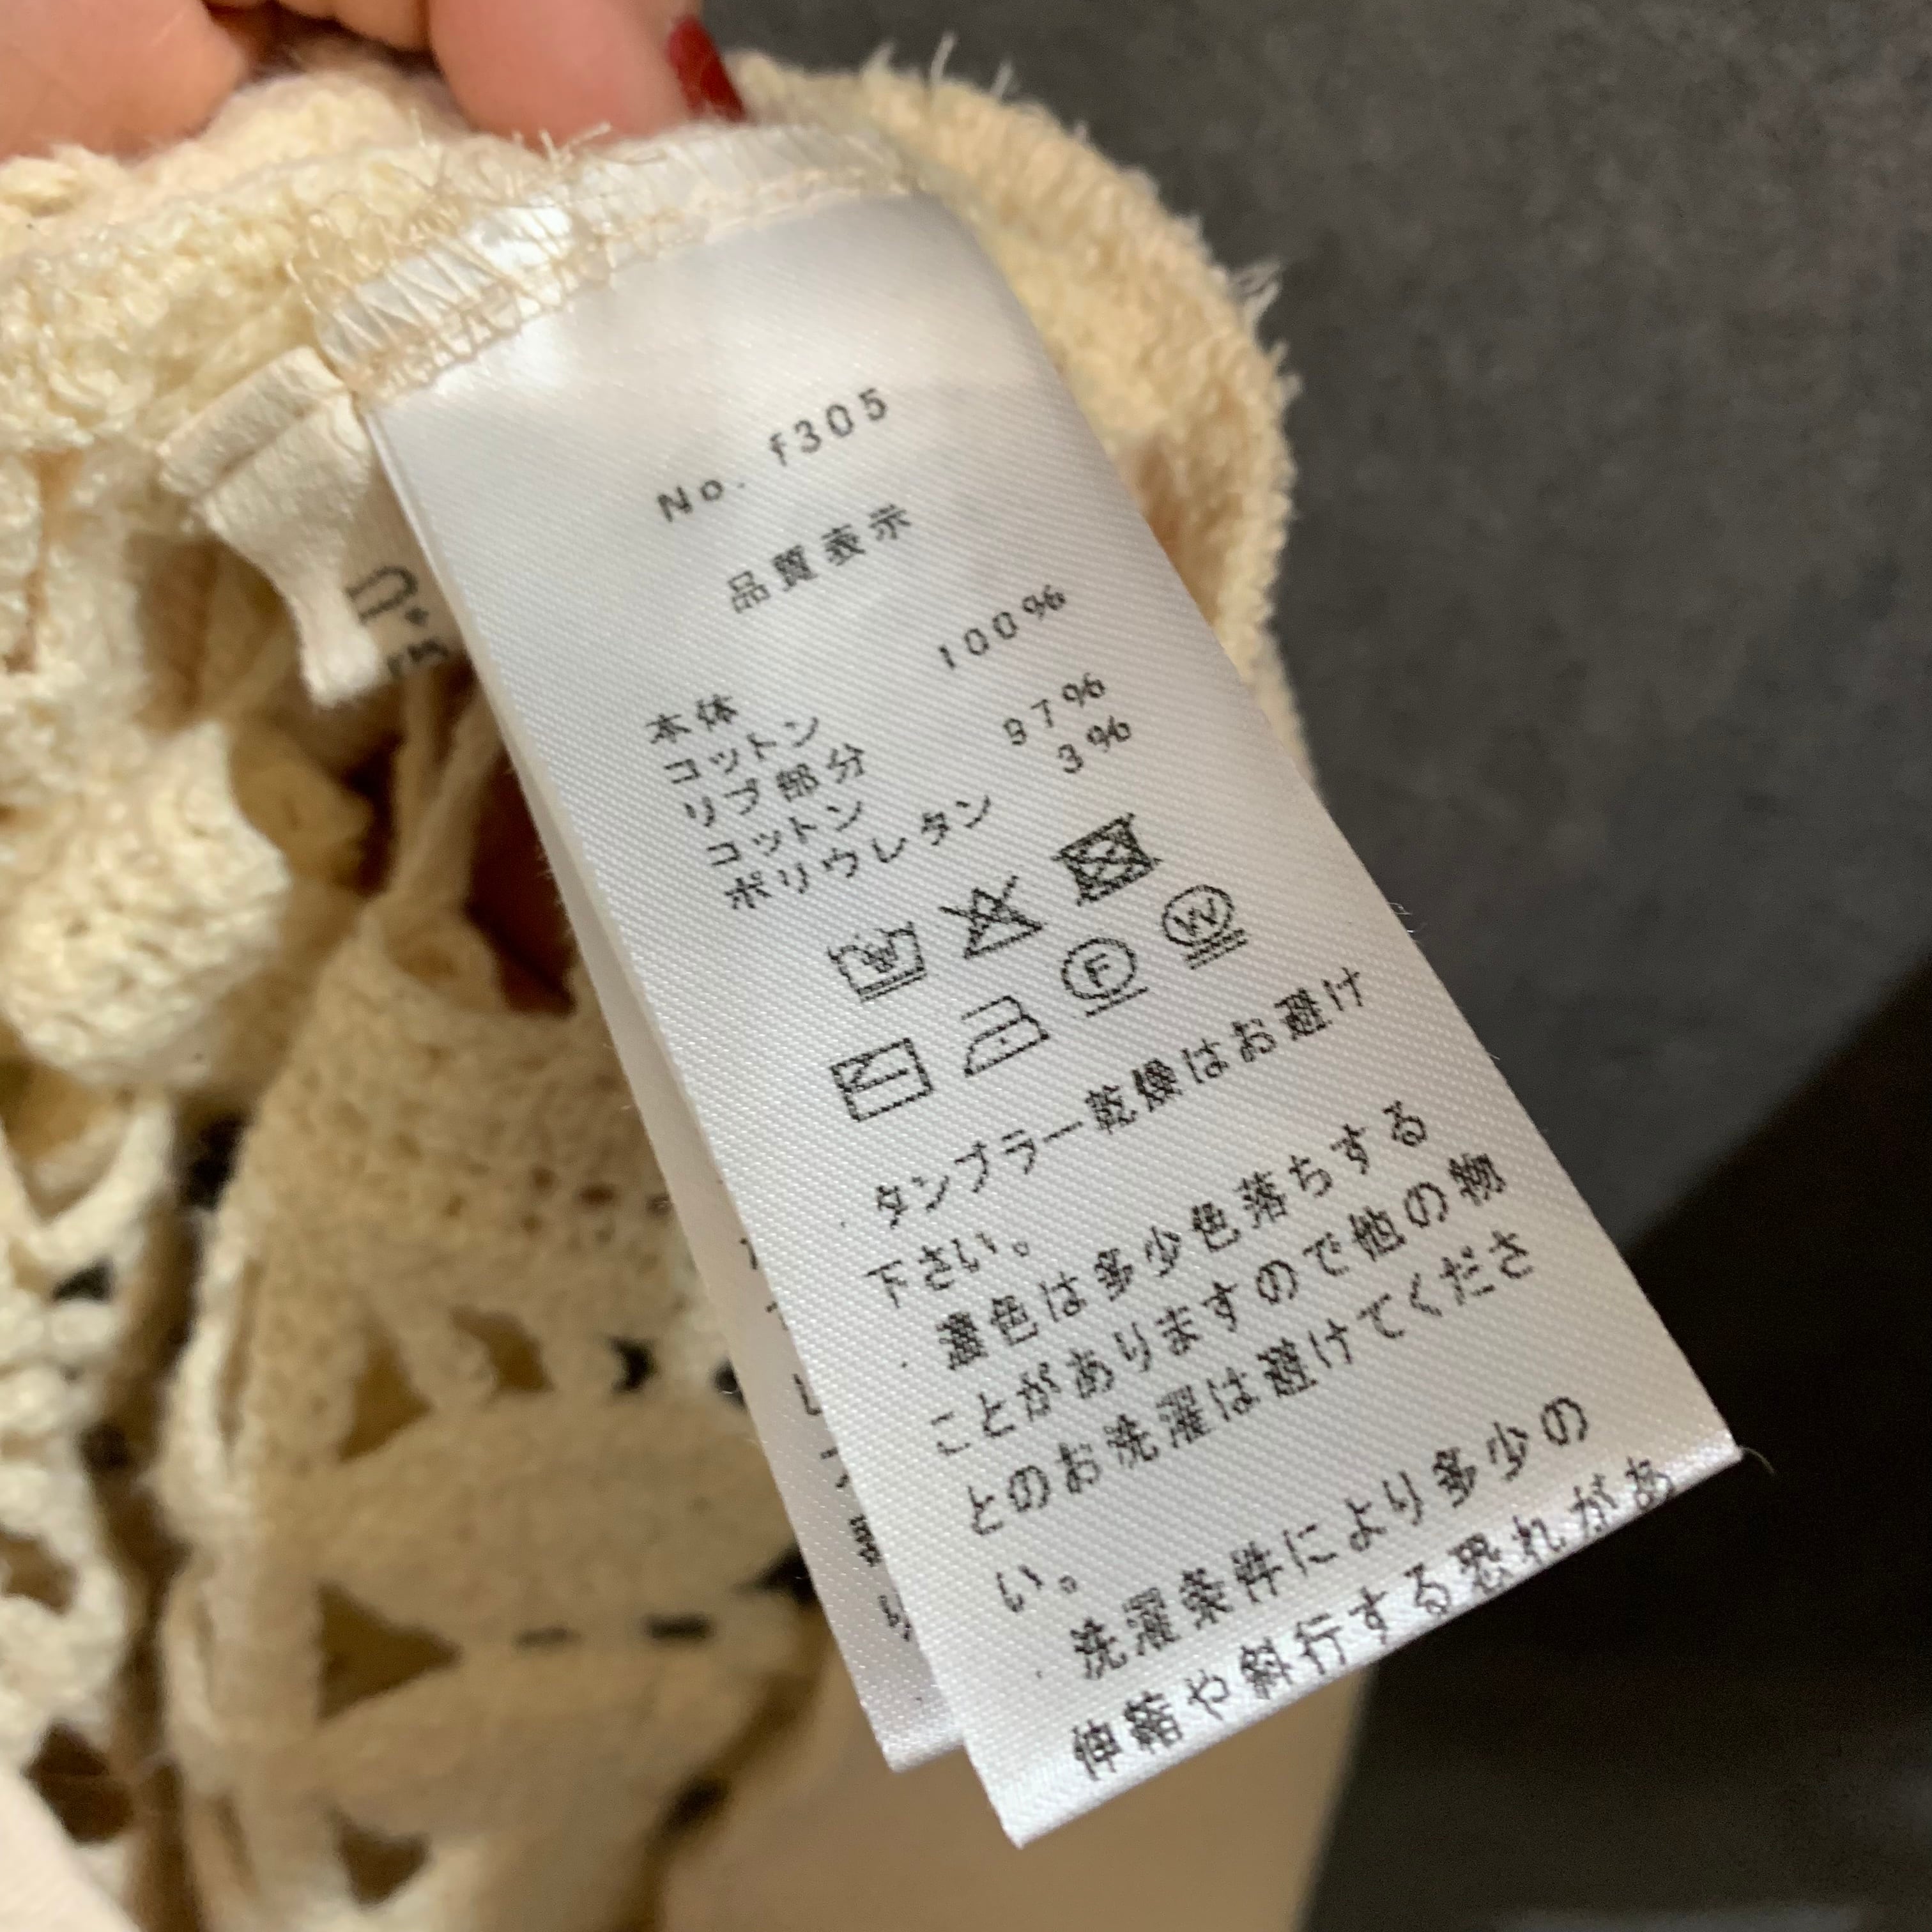 No. f305
品質表示
本体
コットン 100%
リブ部分
コットン 97%
ポリウレタン 3%
F W
・タンブラー乾燥はお避け
下さい。
・濃色は多少色落ちする
ことがありますので他の物
とのお洗濯は避けてくださ
い。
・洗濯条件により多少の
伸縮や斜行する恐れがあ